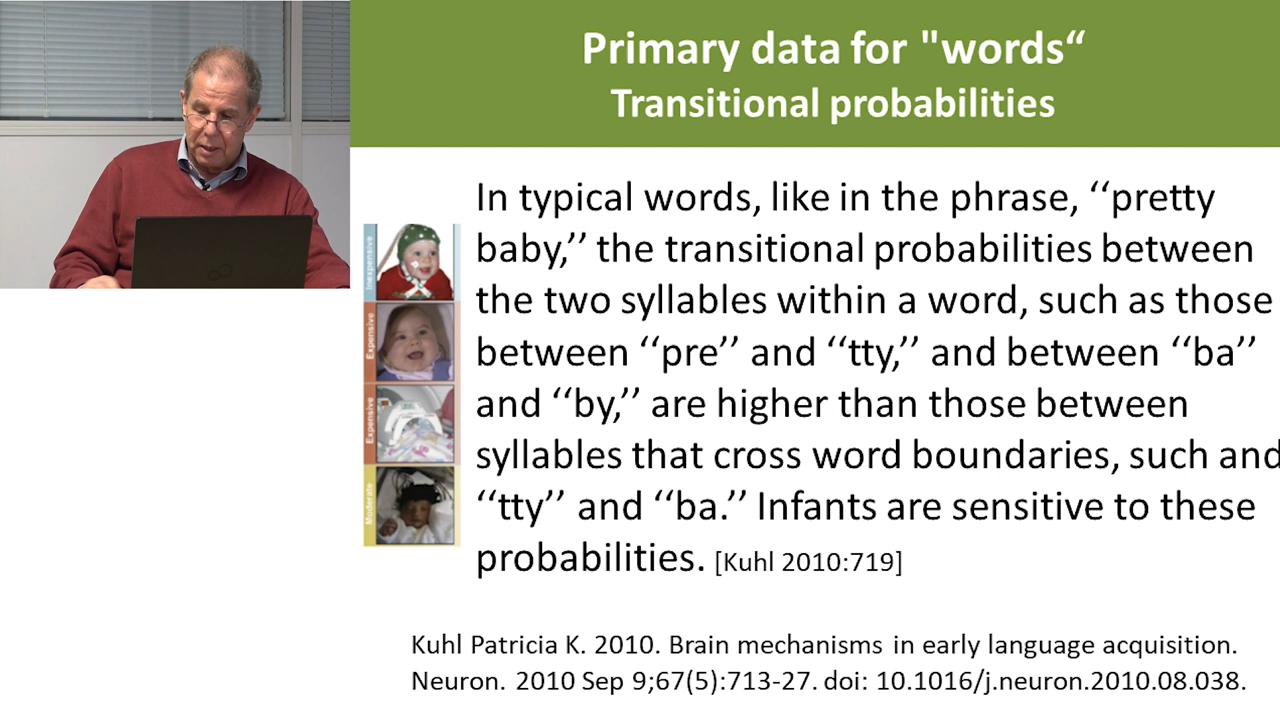 Primary data for "words“
Transitional probabilities
In typical words, like in the phrase, ‘‘pretty
baby,’’ the transitional probabilities between
the two syllables within a word, such as those
between ‘‘pre’’ and ‘‘tty,’’ and between ‘‘ba’’
and ‘‘by,’’ are higher than those between
syllables that cross word boundaries, such and
‘‘tty’’ and ‘‘ba.’’ Infants are sensitive to these
probabilities. [Kuhl 2010:719]
Inexpensive
Expensive
Expensive
Moderate
Kuhl Patricia K. 2010. Brain mechanisms in early language acquisition.
Neuron. 2010 Sep 9;67(5):713-27. doi: 10.1016/j.neuron.2010.08.038.